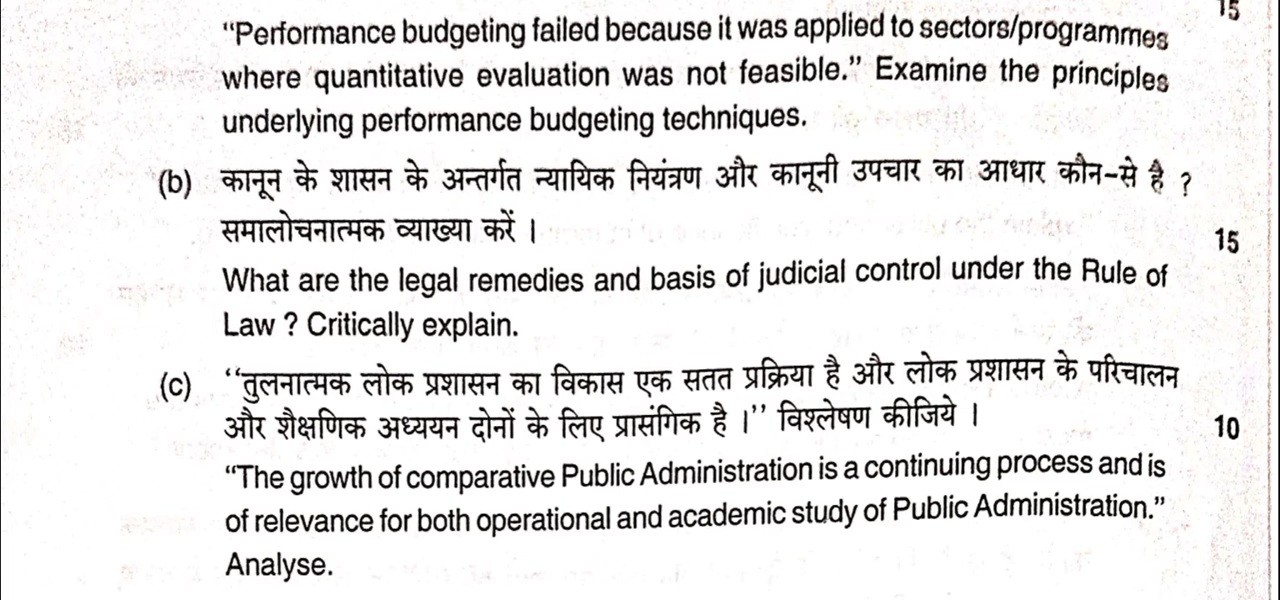 15
“Performance budgeting failed because it was applied to sectors/programmes
where quantitative evaluation was not feasible.” Examine the principles
underlying performance budgeting techniques.
(b) कानून के शासन के अन्तर्गत न्यायिक नियंत्रण और कानूनी उपचार का आधार कौन-से है ?
समालोचनात्मक व्याख्या करें । 15
What are the legal remedies and basis of judicial control under the Rule of
Law ? Critically explain.
(c) ‘‘तुलनात्मक लोक प्रशासन का विकास एक सतत प्रक्रिया है और लोक प्रशासन के परिचालन
और शैक्षणिक अध्ययन दोनों के लिए प्रासंगिक है ।’’ विश्लेषण कीजिये । 10
“The growth of comparative Public Administration is a continuing process and is
of relevance for both operational and academic study of Public Administration.”
Analyse.